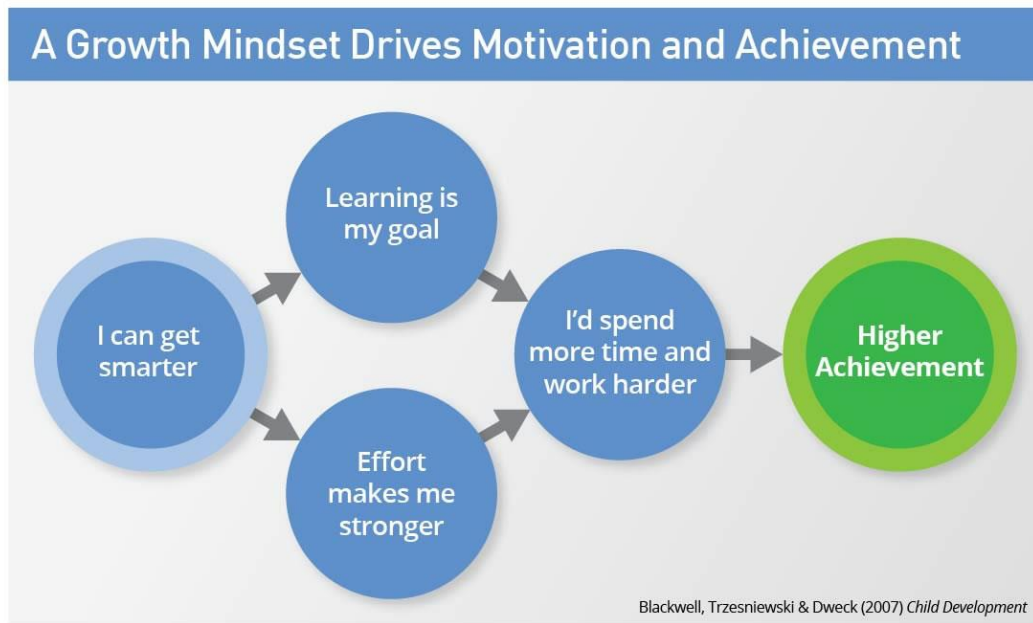 A Growth Mindset Drives Motivation and Achievement
Learning is
my goal
I can get
smarter
I’d spend
more time and
work harder
Higher
Achievement
Effort
makes me
stronger
Blackwell, Trzesniewski & Dweck (2007) Child Development